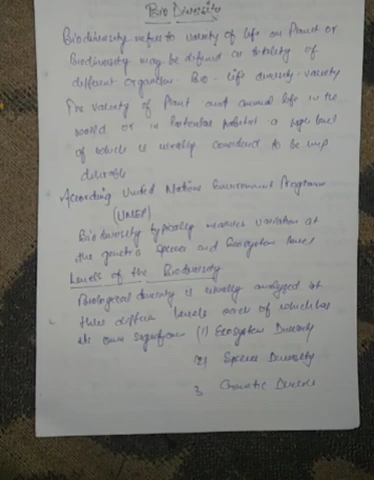 Bio Diversity
Biodiversity refers to variety of life on Planet or
Biodiversity may be defined as totality of
different organism. Bio - life diversity - variety
The variety of Plant and animal life in the
world or in Particular habitat a high level
of which is usually considered to be imp
desirable
According United Nations Environment Programme
(UNEP)
Biodiversity typically measures variation at
the genetic Species and Ecosystem level
Levels of the Biodiversity
Biological diversity is usually analyzed at
three different levels each of which has
its own significance (1) Ecosystem Diversity
2) Species Diversity
3 Genetic